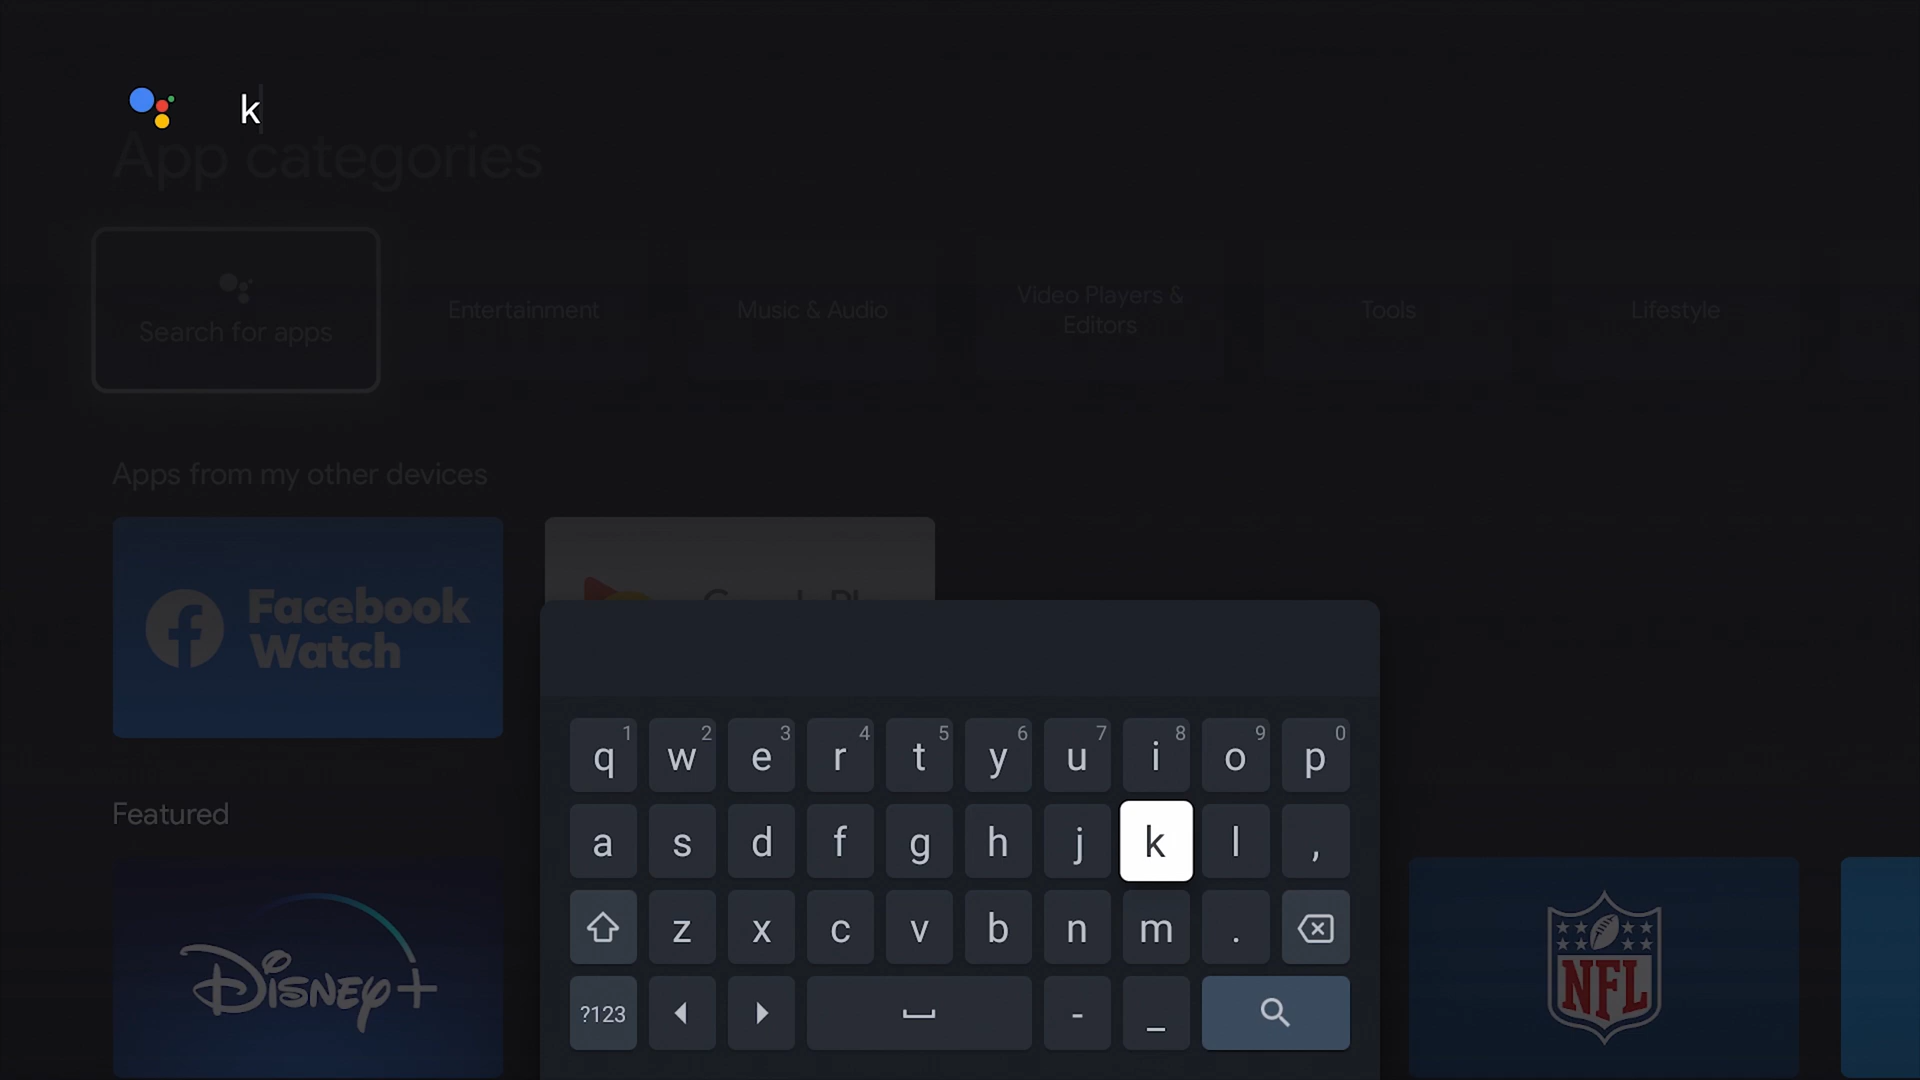 k
App categories
Search for apps
Entertainment
Music & Audio
Video Players &
Editors
Tools
Lifestyle
Apps from my other devices
Facebook
Watch
Featured
1 2 3 4 5 6 7 8 9 0
q w e r t y u i o p
a s d f g h j k l ,
z x c v b n m .
?123 - _
Disney+
NFL